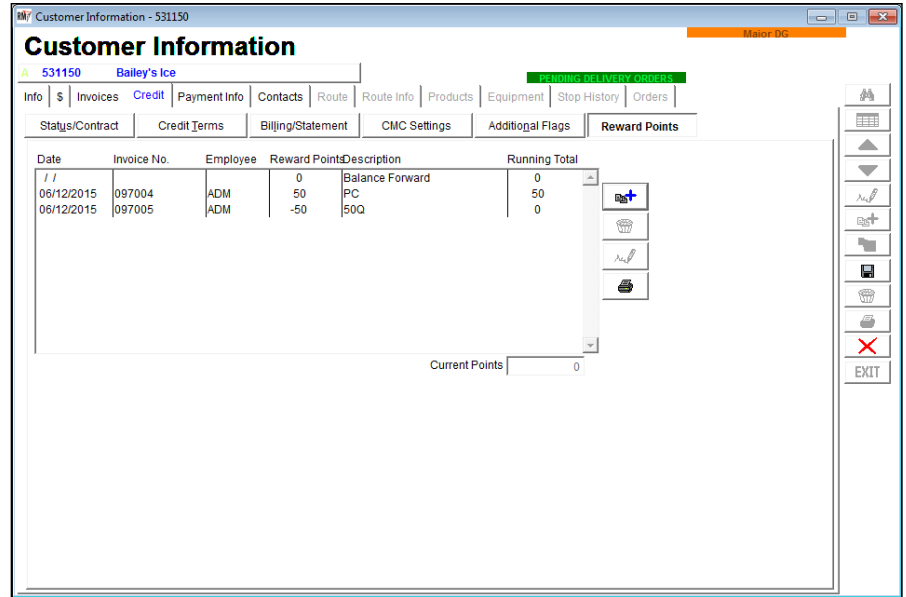 RMV Customer Information - 531150
Maior DG
Customer Information
A 531150 Bailey's Ice
PENDING DELIVERY ORDERS
Info $ Invoices Credit Payment Info Contacts Route Route Info Products Equipment Stop History Orders
Status/Contract Credit Terms Billing/Statement CMC Settings Additional Flags Reward Points
Date Invoice No. Employee Reward Points Description Running Total
/ / 0 Balance Forward 0
06/12/2015 097004 ADM 50 PC 50
06/12/2015 097005 ADM -50 50Q 0
Current Points 0
EXIT